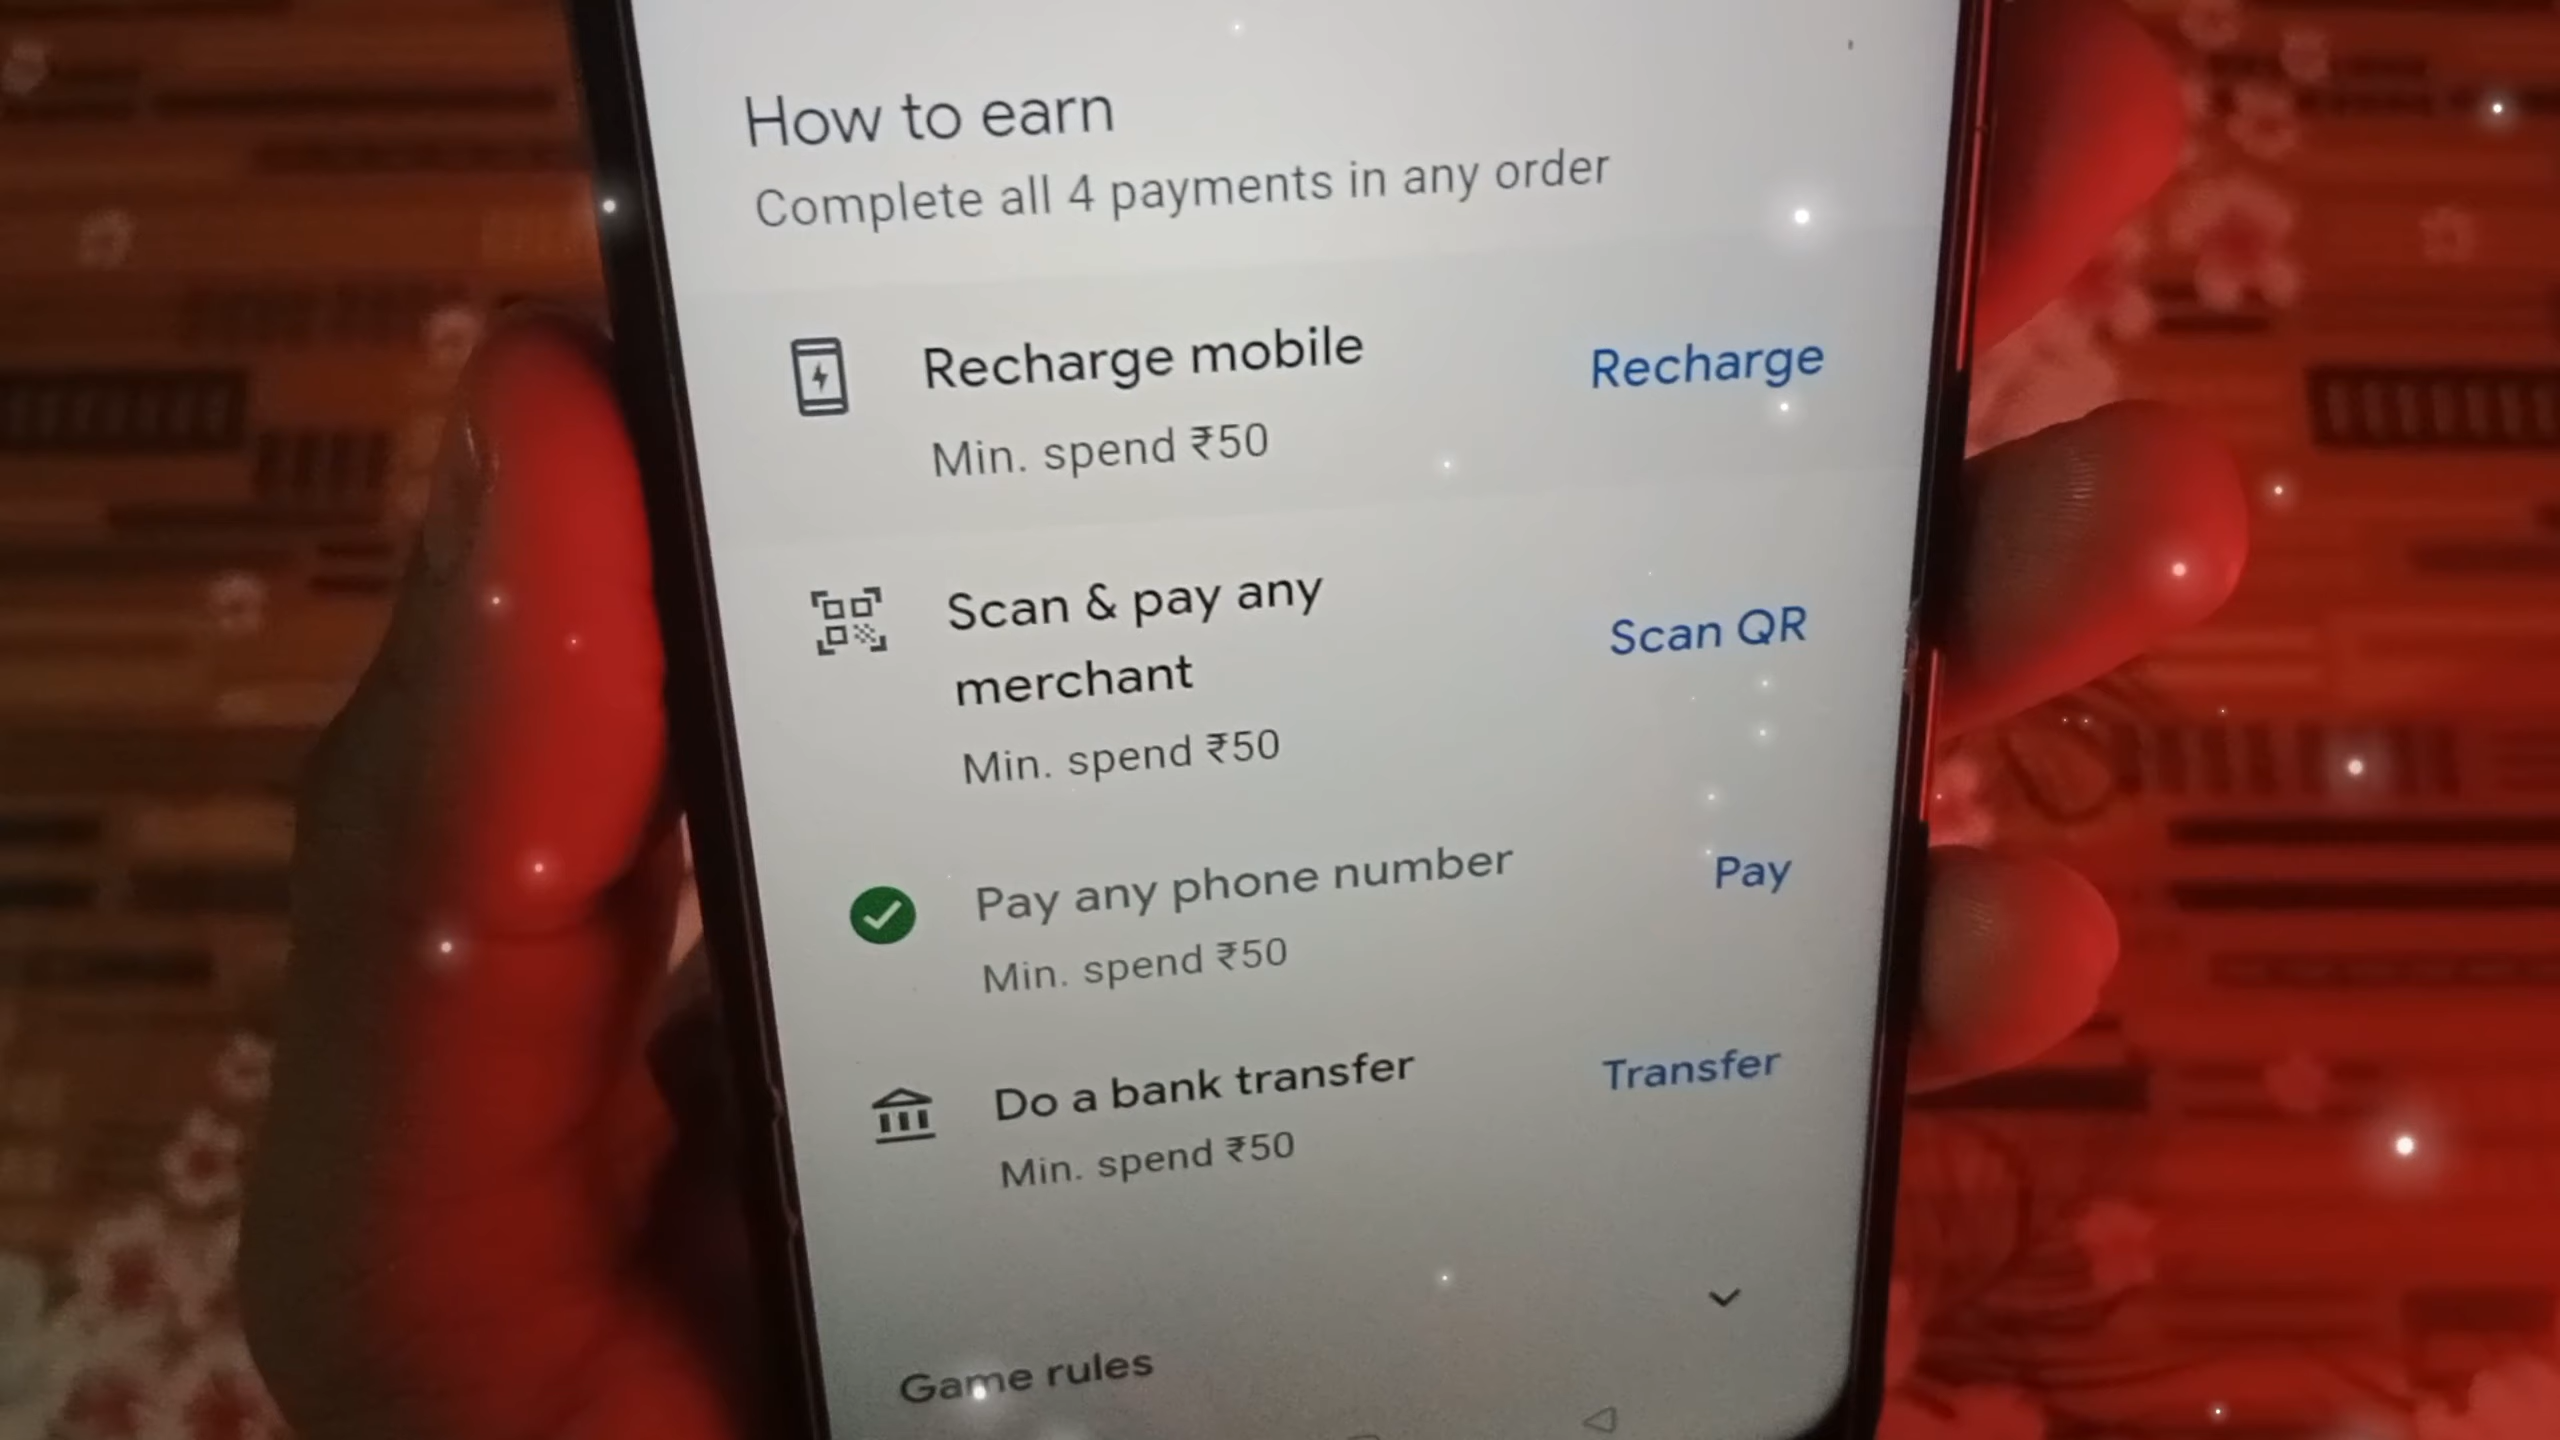 How to earn
Complete all 4 payments in any order
Recharge mobile
Recharge
Min. spend ₹50
Scan & pay any
merchant
Scan QR
Min. spend ₹50
Pay any phone number
Pay
Min. spend ₹50
Do a bank transfer
Transfer
Min. spend ₹50
Game rules